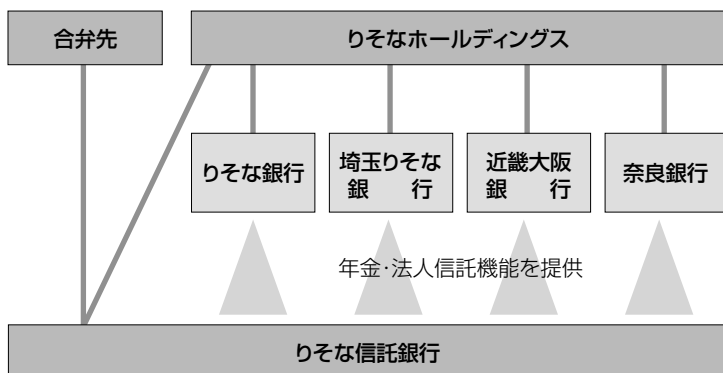 合弁先
りそなホールディングス
りそな銀行
埼玉りそな
銀　　行
近畿大阪
銀　　行
奈良銀行
年金・法人信託機能を提供
りそな信託銀行